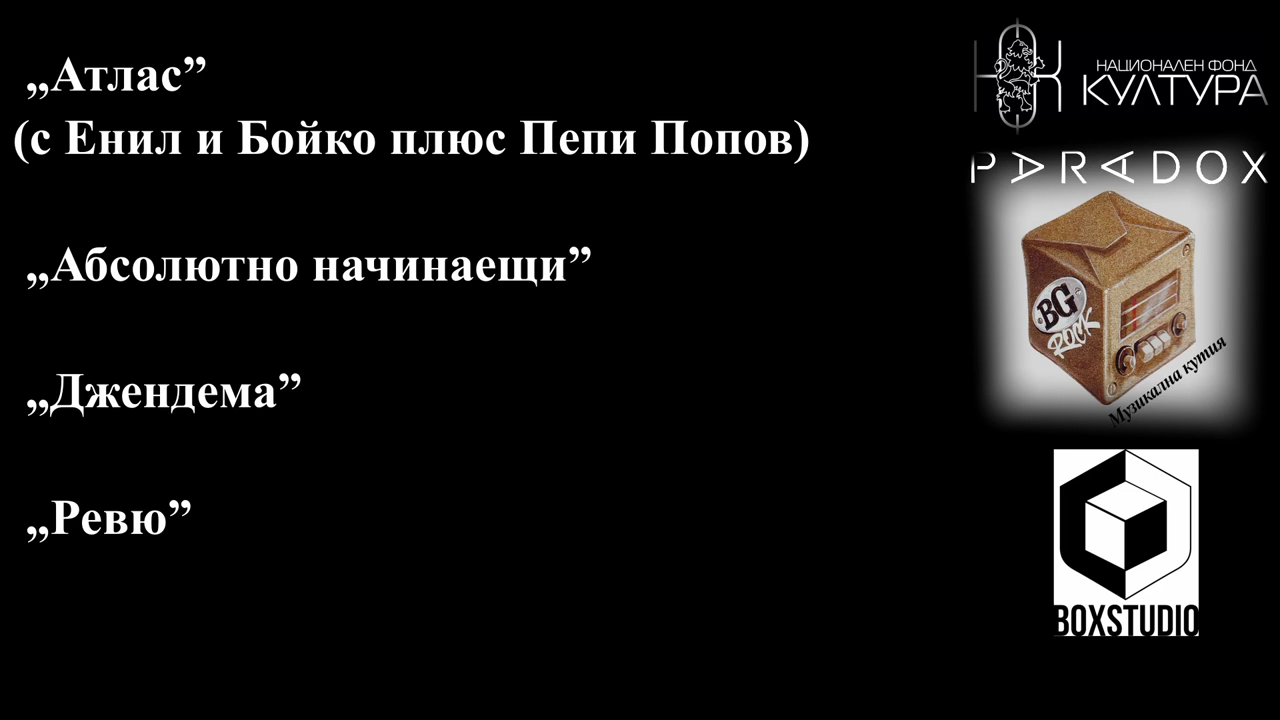 „Атлас”
(с Енил и Бойко плюс Пепи Попов)
„Абсолютно начинаещи”
„Джендема”
„Ревю”
НАЦИОНАЛЕН ФОНД
КУЛТУРА
PARADOX
BG
ROCK
Музикална кутия
BOXSTUDIO